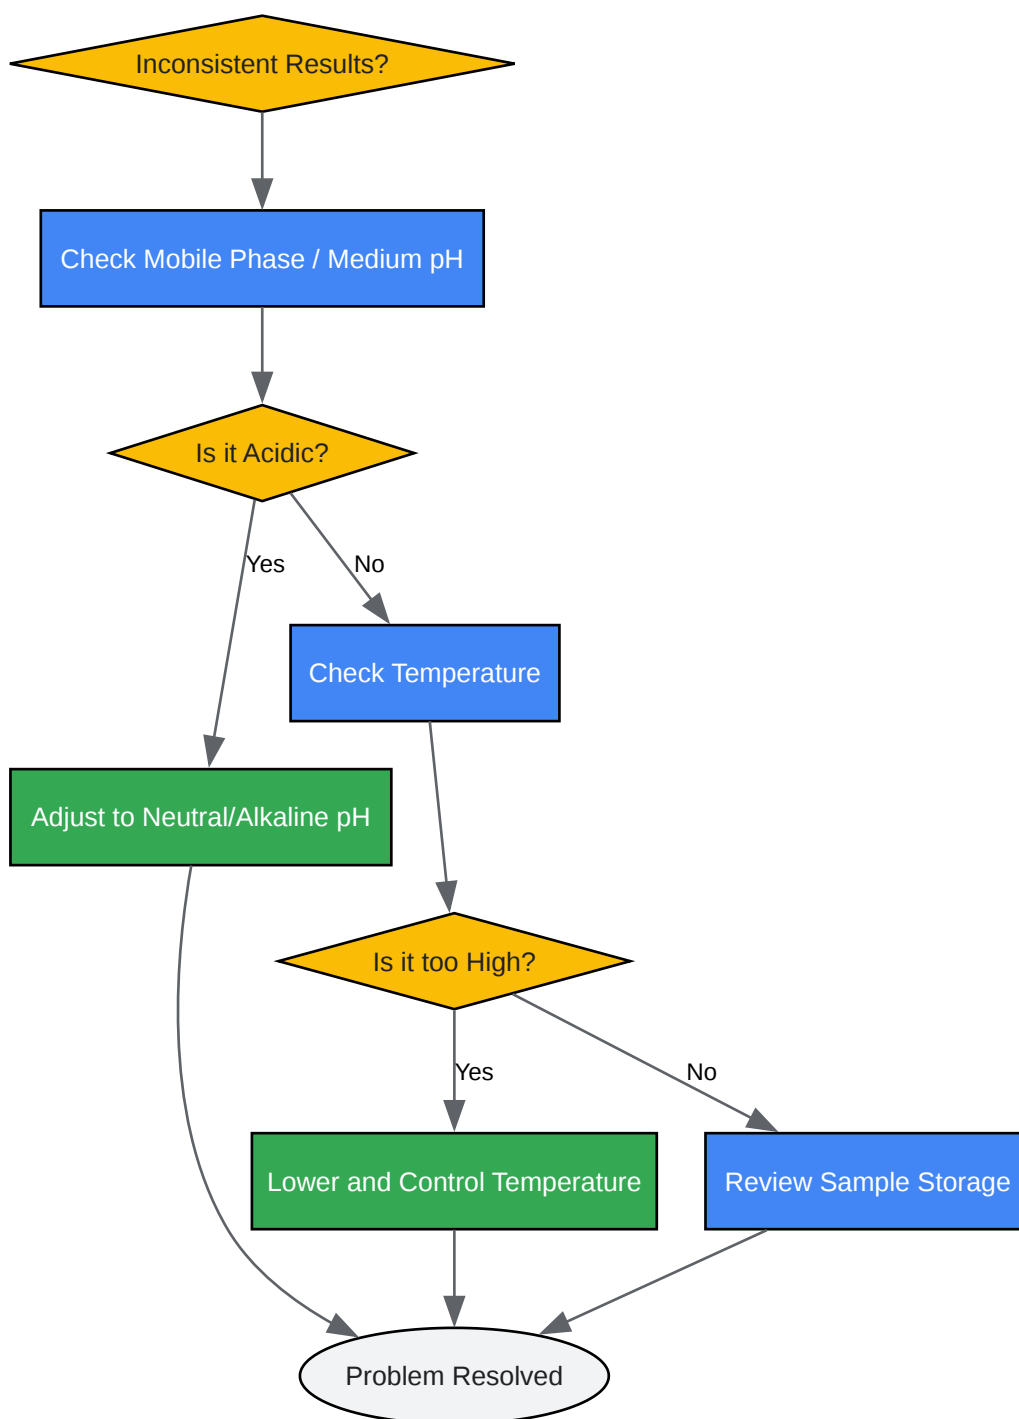 Inconsistent Results?
Check Mobile Phase / Medium pH
Is it Acidic?
Yes
No
Check Temperature
Adjust to Neutral/Alkaline pH
Is it too High?
Yes
No
Lower and Control Temperature
Review Sample Storage
Problem Resolved